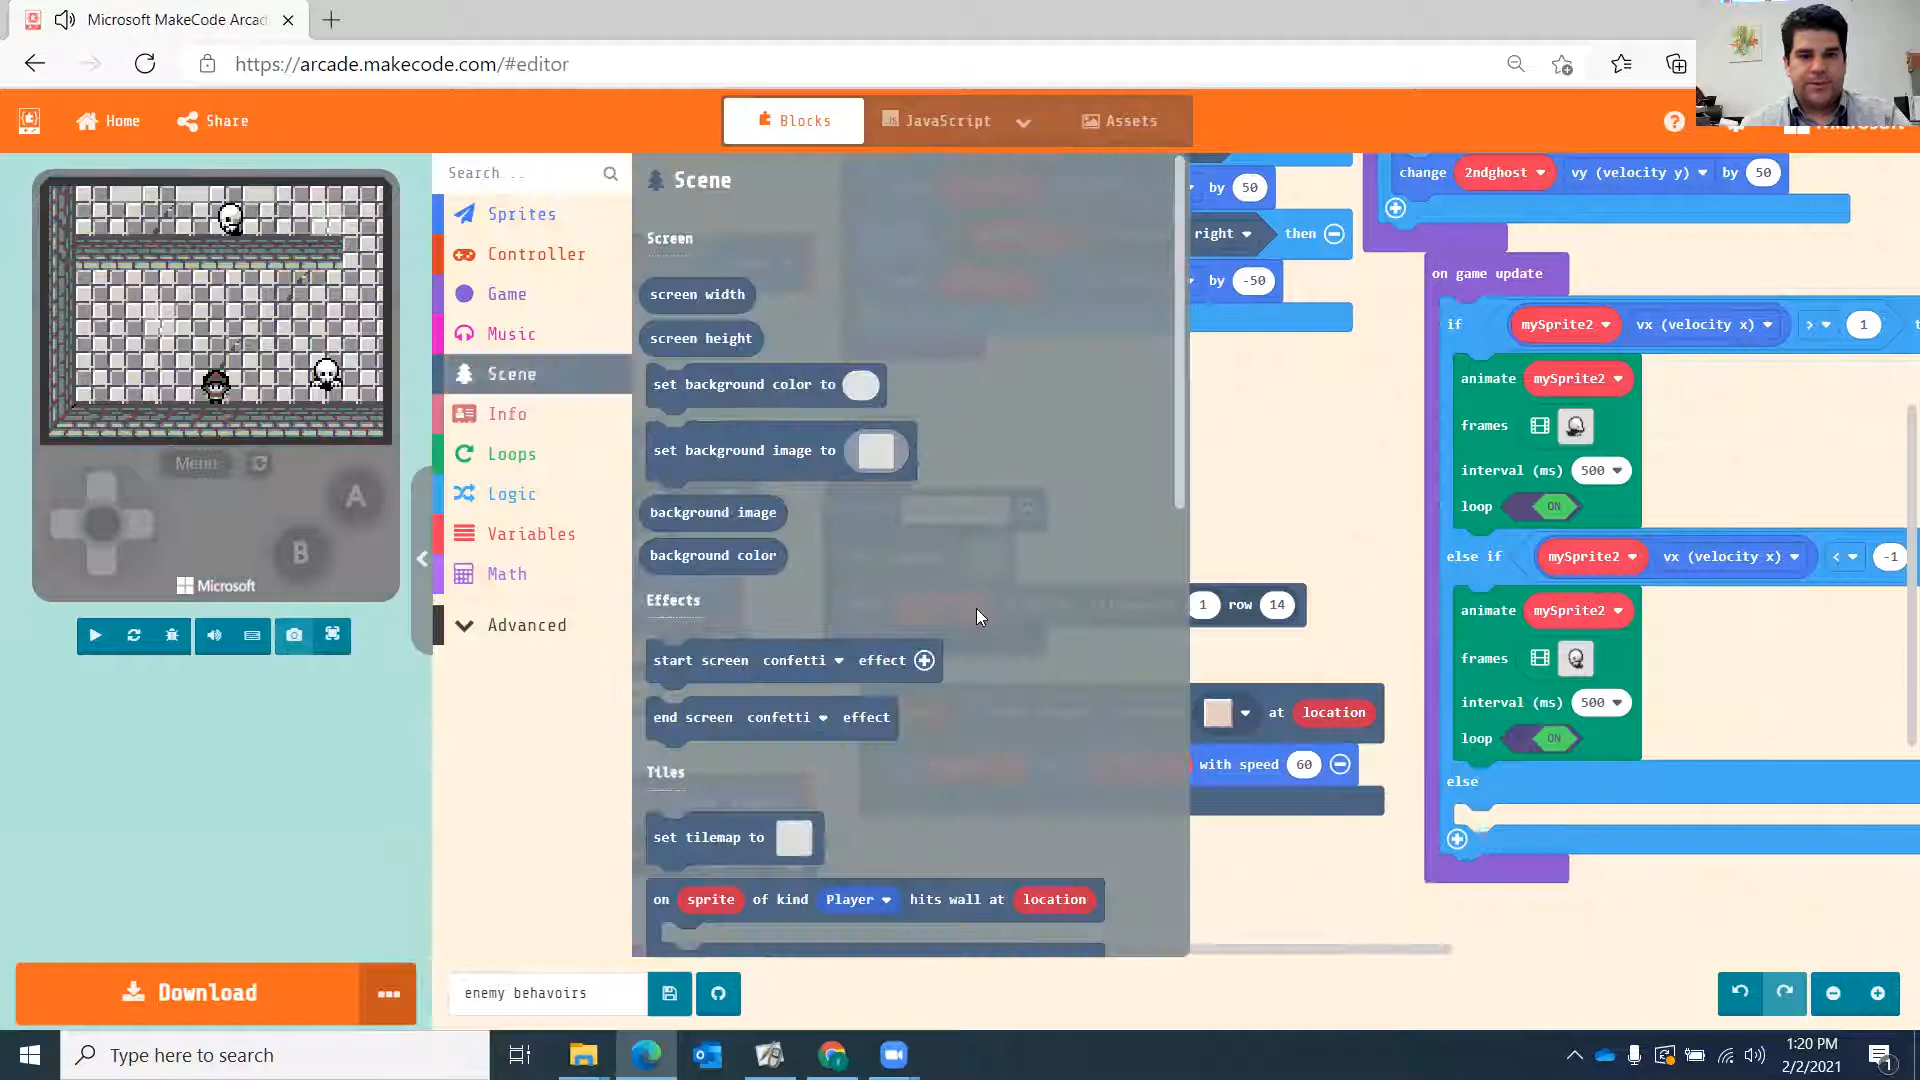 Microsoft MakeCode Arcad
https://arcade.makecode.com/#editor
Home
Share
Blocks
JavaScript
Assets
Menu
A
B
Microsoft
Download
Search...
Sprites
Controller
Game
Music
Scene
Info
Loops
Logic
Variables
Math
Advanced
Scene
Screen
screen width
screen height
set background color to
set background image to
background image
background color
Effects
start screen confetti effect
end screen confetti effect
Tiles
set tilemap to
on sprite of kind Player hits wall at location
by 50
right then
by -50
1 row 14
at location
with speed 60
change 2ndghost vy (velocity y) by 50
on game update
if mySprite2 vx (velocity x) > 1
animate mySprite2
frames
interval (ms) 500
loop ON
else if mySprite2 vx (velocity x) < -1
animate mySprite2
frames
interval (ms) 500
loop ON
else
enemy behavoirs
Type here to search
1:20 PM
2/2/2021
1